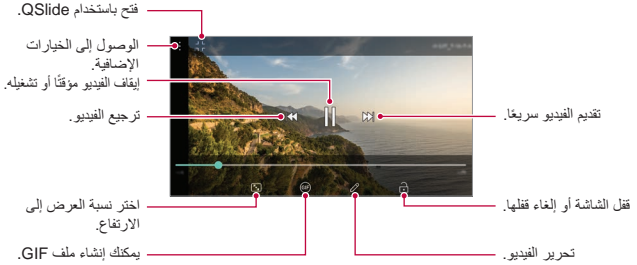 فتح باستخدام QSlide.
الوصول إلى الخيارات
الإضافية.
إيقاف الفيديو مؤقتًا أو تشغيله.
ترجيع الفيديو.
تقديم الفيديو سريعًا.
اختر نسبة العرض إلى
الارتفاع.
قفل الشاشة أو إلغاء قفلها.
يمكنك إنشاء ملف GIF.
تحرير الفيديو.
GIF